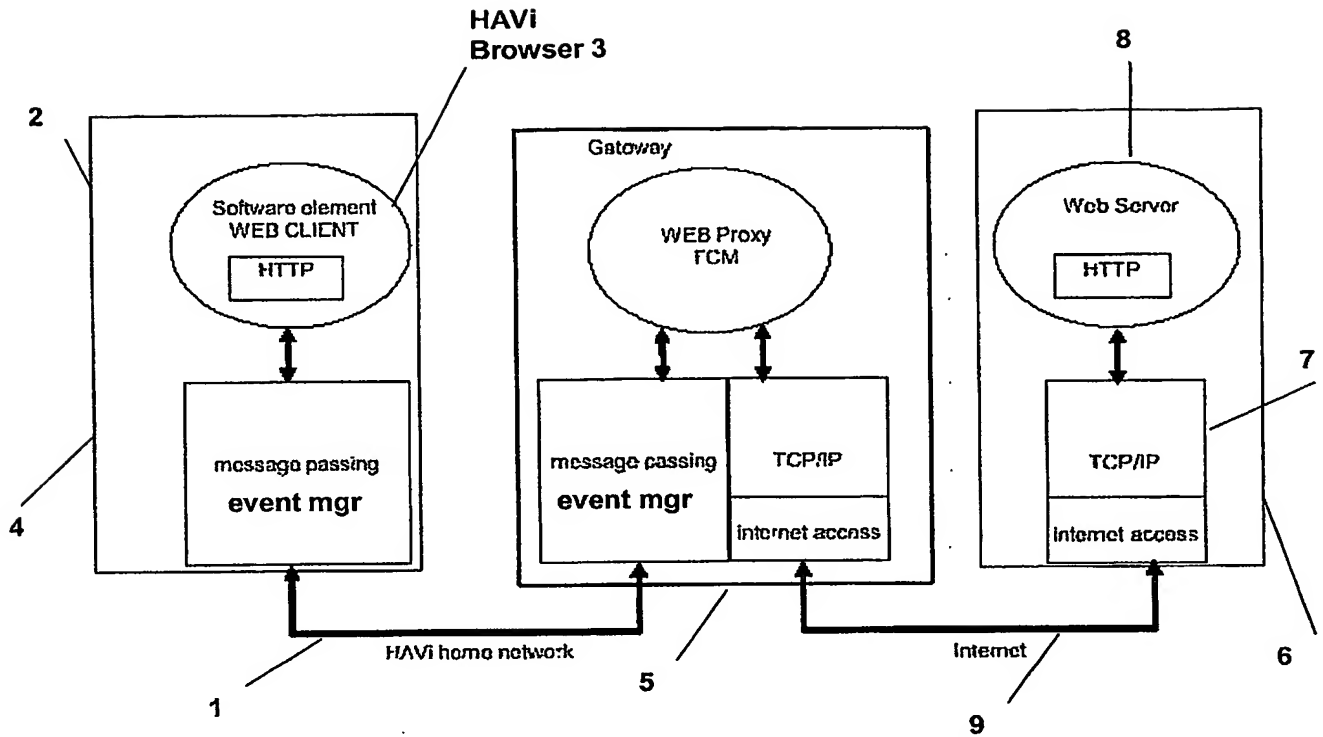 HAVi
Browser 3
8
2
Gatoway
Software element
WEB CLIENT
HTTP
WEB Proxy
FCM
Web Server
HTTP
7
message passing
event mgr
message passing
event mgr
TCP/IP
internet access
TCP/IP
internet access
4
HAVi home network
5
Internet
6
1
9